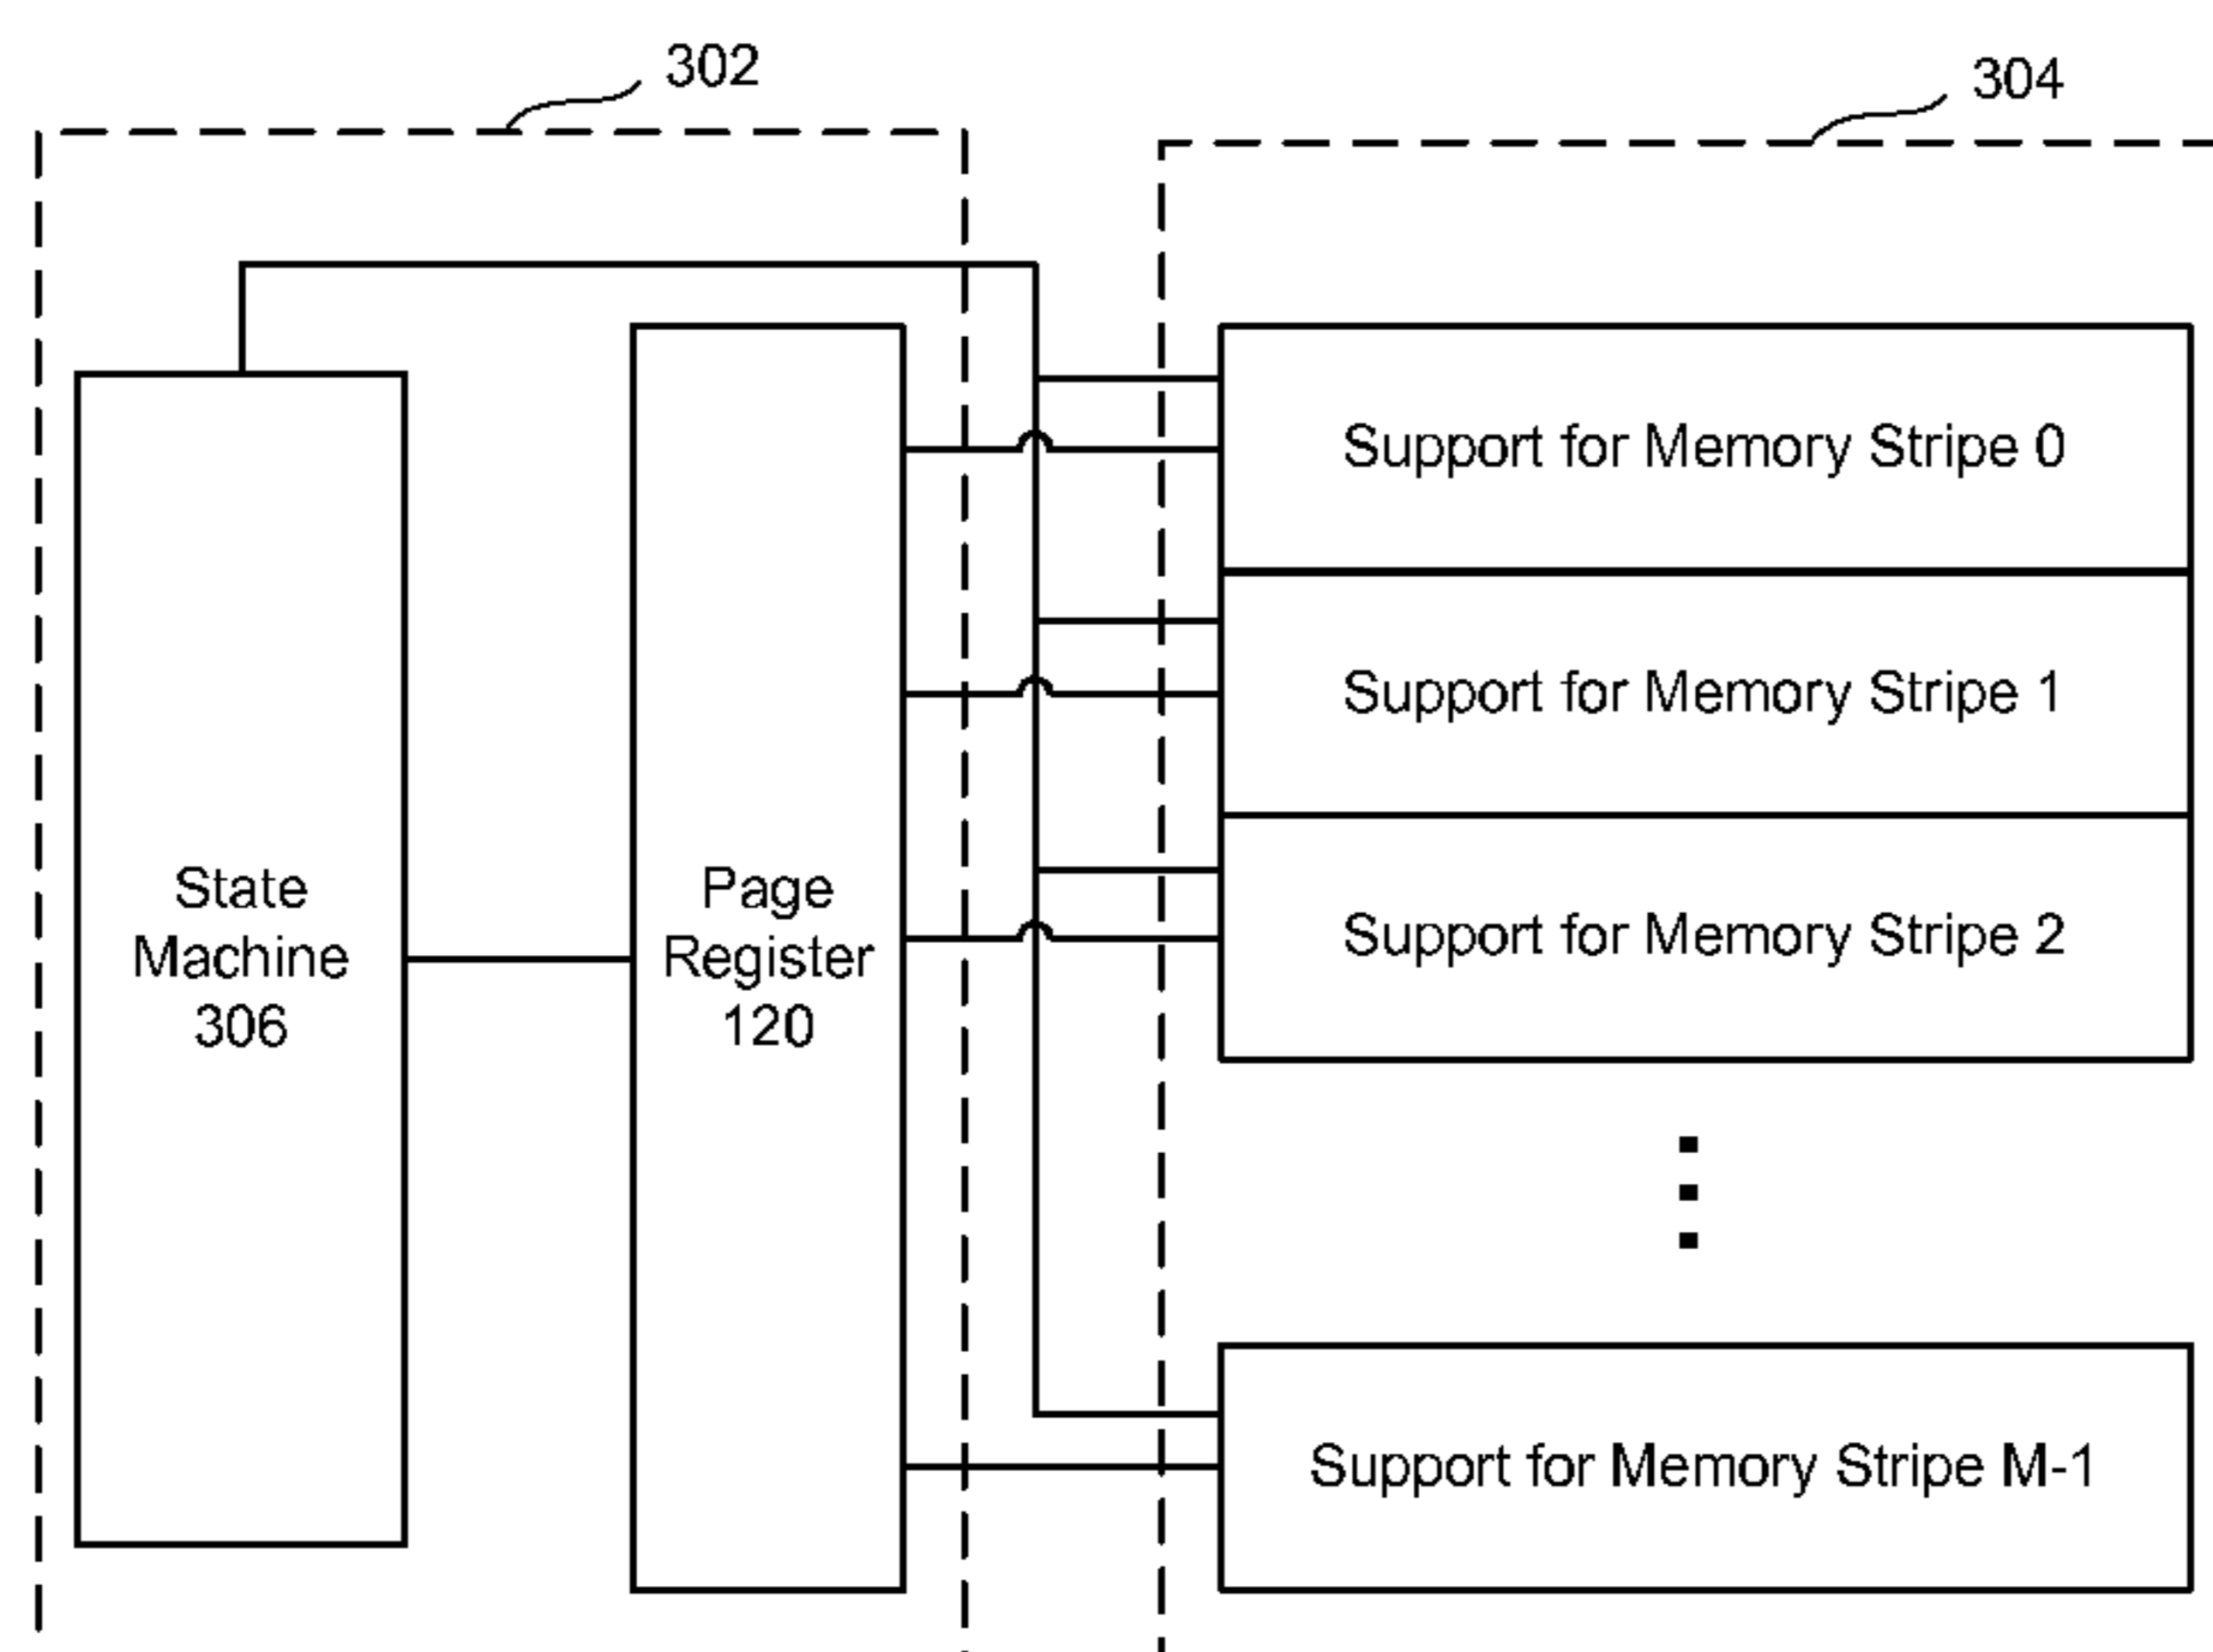 302
304
State
Machine
306
Page
Register
120
Support for Memory Stripe 0
Support for Memory Stripe 1
Support for Memory Stripe 2
Support for Memory Stripe M-1